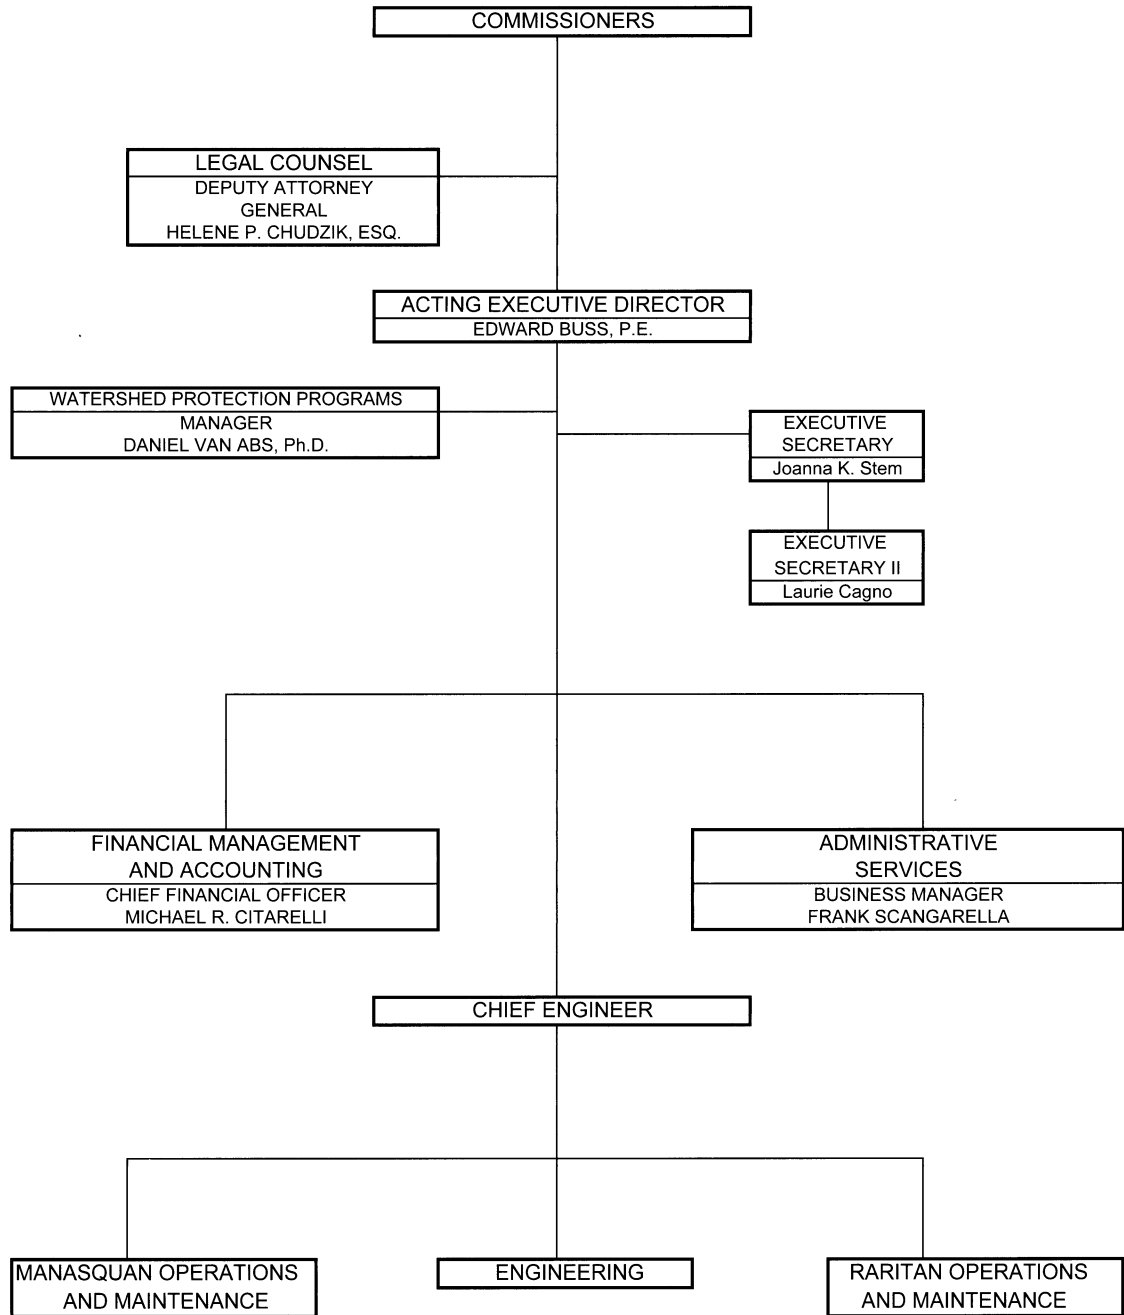 COMMISSIONERS
LEGAL COUNSEL
DEPUTY ATTORNEY
GENERAL
HELENE P. CHUDZIK, ESQ.
ACTING EXECUTIVE DIRECTOR
EDWARD BUSS, P.E.
WATERSHED PROTECTION PROGRAMS
MANAGER
DANIEL VAN ABS, Ph.D.
EXECUTIVE
SECRETARY
Joanna K. Stem
EXECUTIVE
SECRETARY II
Laurie Cagno
FINANCIAL MANAGEMENT
AND ACCOUNTING
CHIEF FINANCIAL OFFICER
MICHAEL R. CITARELLI
ADMINISTRATIVE
SERVICES
BUSINESS MANAGER
FRANK SCANGARELLA
CHIEF ENGINEER
MANASQUAN OPERATIONS
AND MAINTENANCE
ENGINEERING
RARITAN OPERATIONS
AND MAINTENANCE